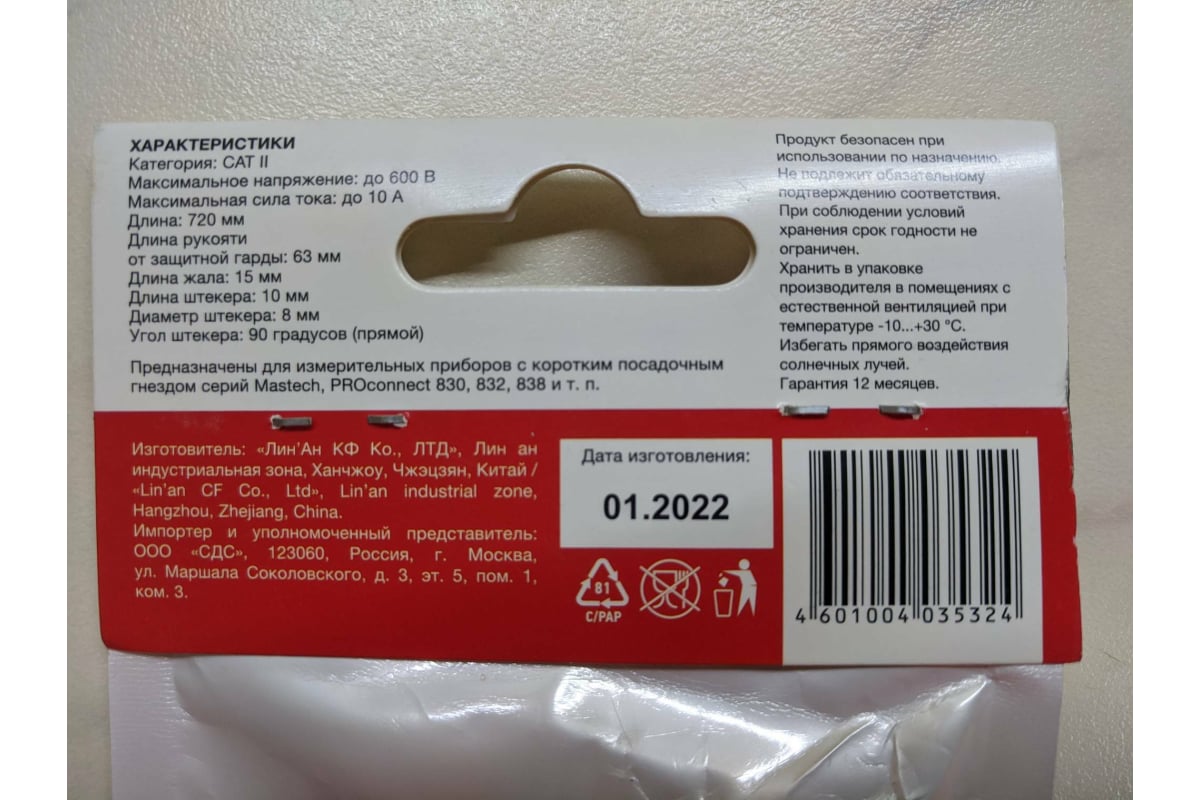 ХАРАКТЕРИСТИКИ
Категория: CAT II
Максимальное напряжение: до 600 В
Максимальная сила тока: до 10 А
Длина: 720 мм
Длина рукояти
от защитной гарды: 63 мм
Длина жала: 15 мм
Длина штекера: 10 мм
Диаметр штекера: 8 мм
Угол штекера: 90 градусов (прямой)
Предназначены для измерительных приборов с коротким посадочным
гнездом серий Mastech, PROconnect 830, 832, 838 и т. п.
Продукт безопасен при
использовании по назначению.
Не подлежит обязательному
подтверждению соответствия.
При соблюдении условий
хранения срок годности не
ограничен.
Хранить в упаковке
производителя в помещениях с
естественной вентиляцией при
температуре -10...+30 °C.
Избегать прямого воздействия
солнечных лучей.
Гарантия 12 месяцев.
Изготовитель: «Лин’Ан КФ Ко., ЛТД», Лин ан
индустриальная зона, Ханчжоу, Чжэцзян, Китай /
«Lin’an CF Co., Ltd», Lin’an industrial zone,
Hangzhou, Zhejiang, China.
Импортер и уполномоченный представитель:
ООО «СДС», 123060, Россия, г. Москва,
ул. Маршала Соколовского, д. 3, эт. 5, пом. 1,
ком. 3.
Дата изготовления:
01.2022
81
C/PAP
4 601004 035324